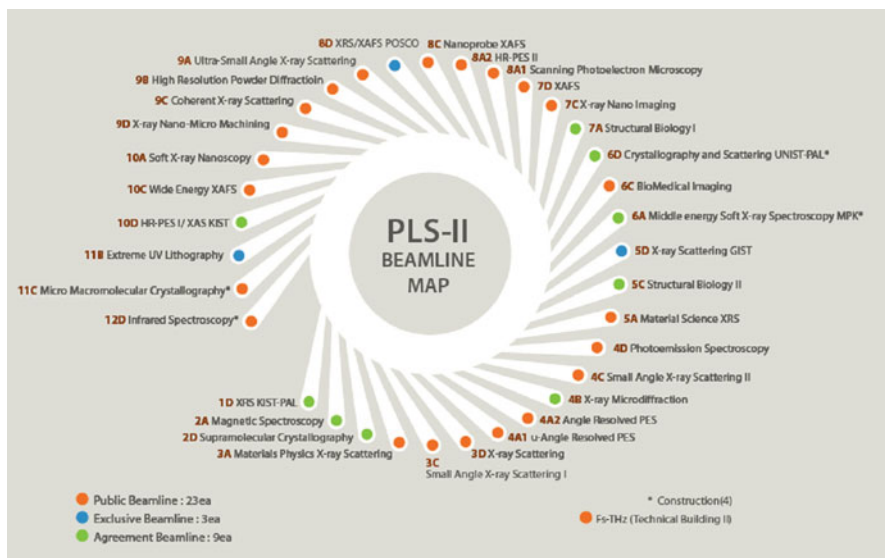 8D XRS/XAFS POSCO
8C Nanoprobe XAFS
8A2 HR-PES II
8A1 Scanning Photoelectron Microscopy
7D XAFS
7C X-ray Nano Imaging
7A Structural Biology I
6D Crystallography and Scattering UNIST-PAL*
6C BioMedical Imaging
6A Middle energy Soft X-ray Spectroscopy MPK*
5D X-ray Scattering GIST
5C Structural Biology II
5A Material Science XRS
4D Photoemission Spectroscopy
4C Small Angle X-ray Scattering II
4B X-ray Microdiffraction
4A2 Angle Resolved PES
4A1 u-Angle Resolved PES
3D X-ray Scattering
3C
Small Angle X-ray Scattering I
9A Ultra-Small Angle X-ray Scattering
9B High Resolution Powder Diffractioin
9C Coherent X-ray Scattering
9D X-ray Nano-Micro Machining
10A Soft X-ray Nanoscopy
10C Wide Energy XAFS
10D HR-PES I/ XAS KIST
11B Extreme UV Lithography
11C Micro Macromolecular Crystallography*
12D Infrared Spectroscopy*
1D XRS KIST-PAL
2A Magnetic Spectroscopy
2D Supramolecular Crystallography
3A Materials Physics X-ray Scattering
PLS-II
BEAMLINE
MAP
Public Beamline : 23ea
Exclusive Beamline : 3ea
Agreement Beamline : 9ea
* Construction(4)
Fs-THz (Technical Building II)